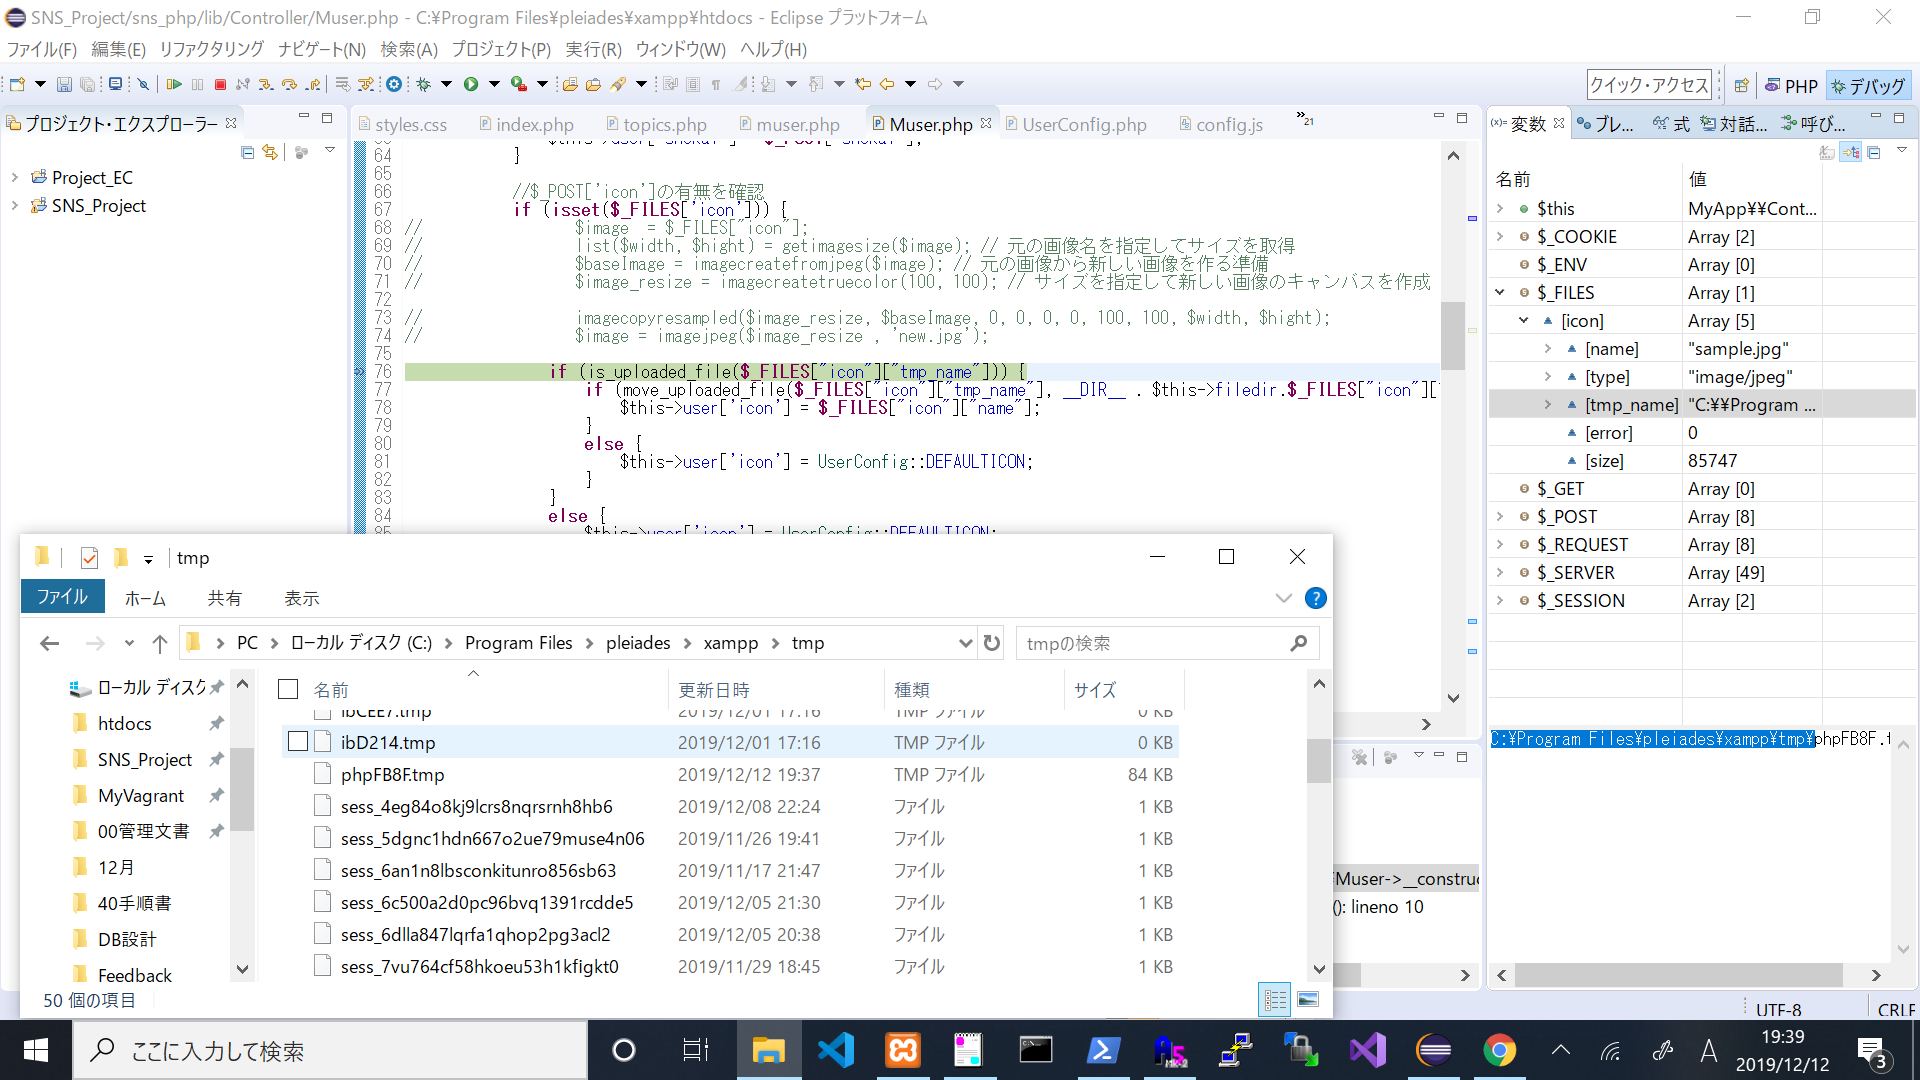 SNS_Project/sns_php/lib/Controller/Muser.php - C:¥Program Files¥pleiades¥xampp¥htdocs - Eclipse プラットフォーム
ファイル(F) 編集(E) リファクタリング ナビゲート(N) 検索(A) プロジェクト(P) 実行(R) ウィンドウ(W) ヘルプ(H)
クイック・アクセス
PHP
デバッグ
プロジェクト・エクスプローラー
Project_EC
SNS_Project
styles.css
index.php
topics.php
muser.php
Muser.php
UserConfig.php
config.js
»21
64 }
65
66 //$_POST['icon']の有無を確認
67 if (isset($_FILES['icon'])) {
68 // $image  = $_FILES["icon"];
69 // list($width, $hight) = getimagesize($image); // 元の画像名を指定してサイズを取得
70 // $baseImage = imagecreatefromjpeg($image); // 元の画像から新しい画像を作る準備
71 // $image_resize = imagecreatetruecolor(100, 100); // サイズを指定して新しい画像のキャンバスを作成
72
73 // imagecopyresampled($image_resize, $baseImage, 0, 0, 0, 0, 100, 100, $width, $hight);
74 // $image = imagejpeg($image_resize , 'new.jpg');
75
76 if (is_uploaded_file($_FILES["icon"]["tmp_name"])) {
77 if (move_uploaded_file($_FILES["icon"]["tmp_name"], __DIR__ . $this->filedir.$_FILES["icon"]["
78 $this->user['icon'] = $_FILES["icon"]["name"];
79 }
80 else {
81 $this->user['icon'] = UserConfig::DEFAULTICON;
82 }
83 }
84 else {
85 $this->user['icon'] = UserConfig::DEFAULTICON;
変数
ブレ...
式
対話...
呼び...
名前 値
$this MyApp¥¥Cont...
$_COOKIE Array [2]
$_ENV Array [0]
$_FILES Array [1]
[icon] Array [5]
[name] "sample.jpg"
[type] "image/jpeg"
[tmp_name] "C:¥¥Program ...
[error] 0
[size] 85747
$_GET Array [0]
$_POST Array [8]
$_REQUEST Array [8]
$_SERVER Array [49]
$_SESSION Array [2]
C:¥Program Files¥pleiades¥xampp¥tmp¥phpFB8F.t
Muser->__construc
(): lineno 10
UTF-8
CRLF
tmp
ファイル ホーム 共有 表示
PC › ローカル ディスク (C:) › Program Files › pleiades › xampp › tmp
tmpの検索
ローカル ディスク
htdocs
SNS_Project
MyVagrant
00管理文書
12月
40手順書
DB設計
Feedback
名前 更新日時 種類 サイズ
ibCEE7.tmp 2019/12/01 17:16 TMP ファイル 0 KB
ibD214.tmp 2019/12/01 17:16 TMP ファイル 0 KB
phpFB8F.tmp 2019/12/12 19:37 TMP ファイル 84 KB
sess_4eg84o8kj9lcrs8nqrsrnh8hb6 2019/12/08 22:24 ファイル 1 KB
sess_5dgnc1hdn667o2ue79muse4n06 2019/11/26 19:41 ファイル 1 KB
sess_6an1n8lbsconkitunro856sb63 2019/11/17 21:47 ファイル 1 KB
sess_6c500a2d0pc96bvq1391rcdde5 2019/12/05 21:30 ファイル 1 KB
sess_6dlla847lqrfa1qhop2pg3acl2 2019/12/05 20:38 ファイル 1 KB
sess_7vu764cf58hkoeu53h1kfigkt0 2019/11/29 18:45 ファイル 1 KB
50 個の項目
ここに入力して検索
A
19:39
2019/12/12
3